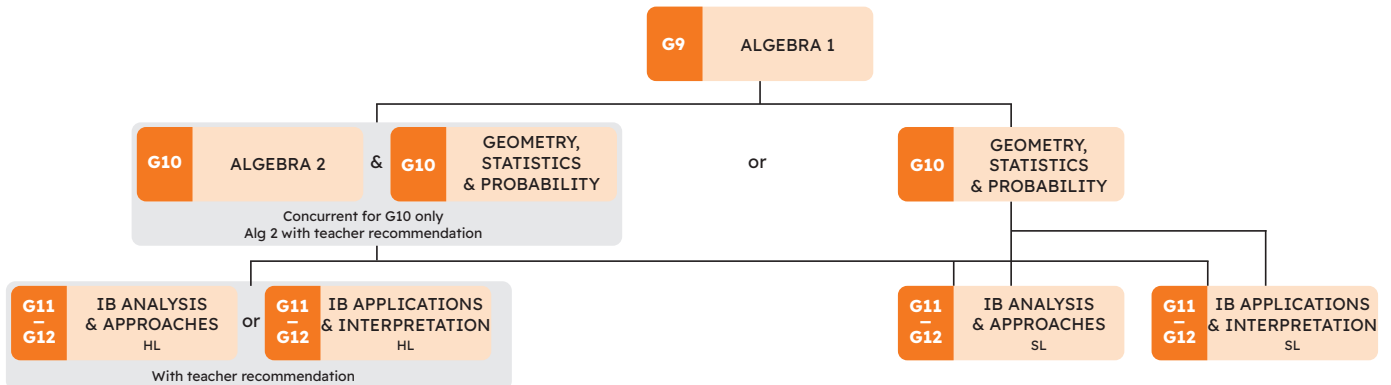 G9
ALGEBRA 1
G10
ALGEBRA 2
&
G10
GEOMETRY,
STATISTICS
& PROBABILITY
Concurrent for G10 only
Alg 2 with teacher recommendation
or
G10
GEOMETRY,
STATISTICS
& PROBABILITY
G11
–
G12
IB ANALYSIS
& APPROACHES
HL
or
G11
–
G12
IB APPLICATIONS
& INTERPRETATION
HL
With teacher recommendation
G11
–
G12
IB ANALYSIS
& APPROACHES
SL
G11
–
G12
IB APPLICATIONS
& INTERPRETATION
SL